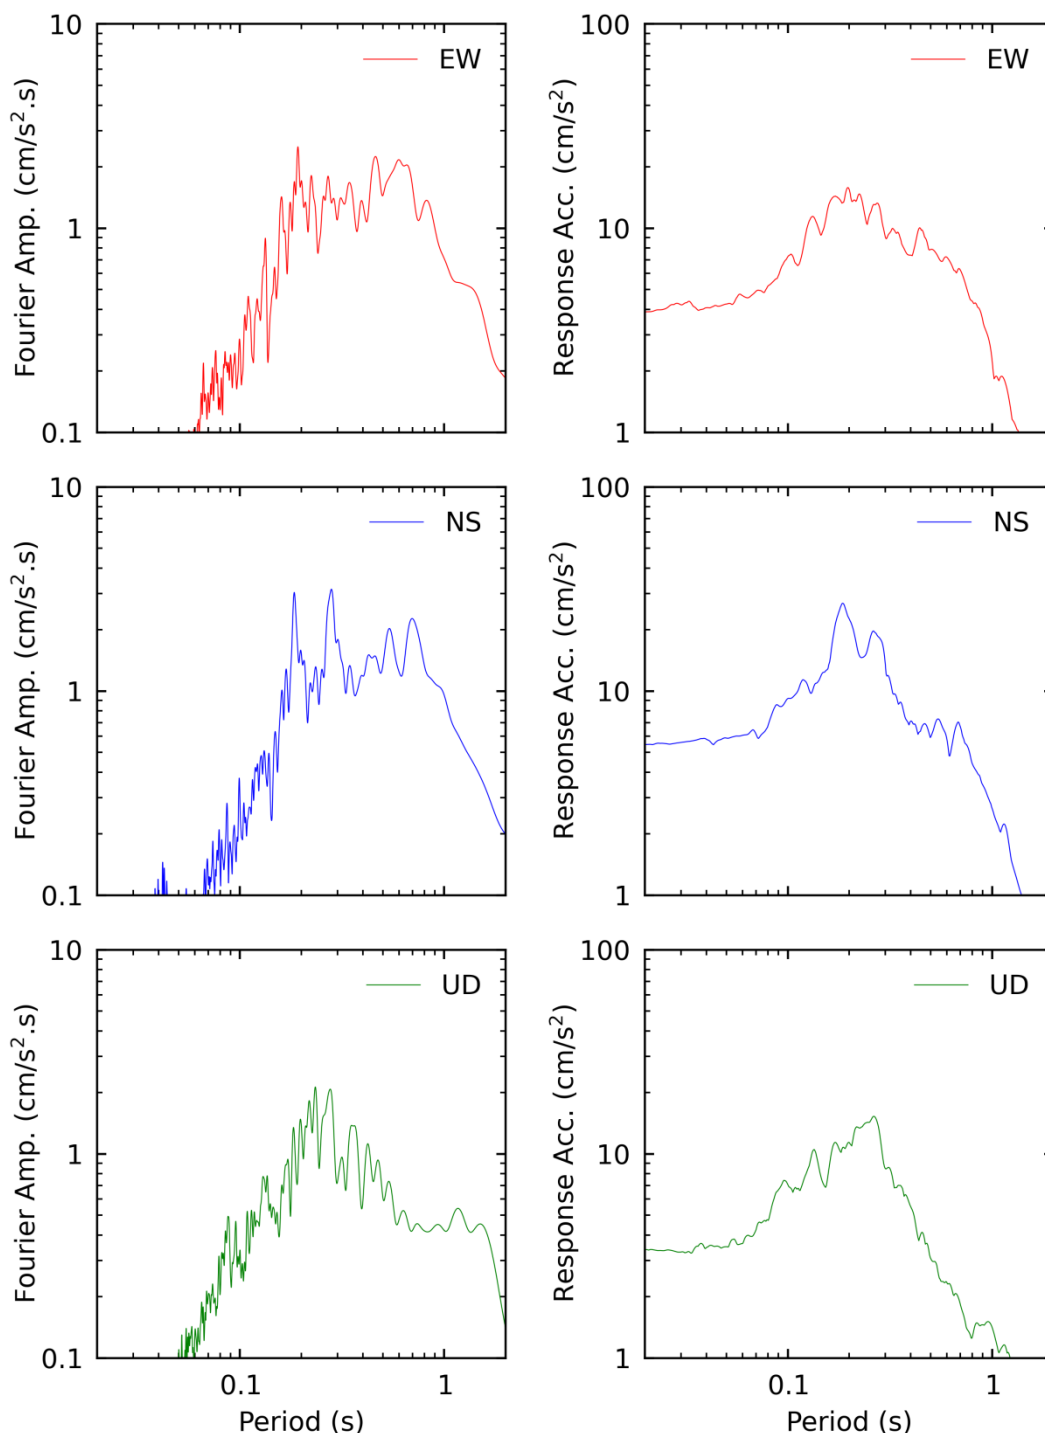 10
1
0.1
Fourier Amp. (cm/s².s)
EW
100
10
1
Response Acc. (cm/s²)
EW
10
1
0.1
Fourier Amp. (cm/s².s)
NS
100
10
1
Response Acc. (cm/s²)
NS
10
1
0.1
Fourier Amp. (cm/s².s)
UD
0.1 1
Period (s)
100
10
1
Response Acc. (cm/s²)
UD
0.1 1
Period (s)